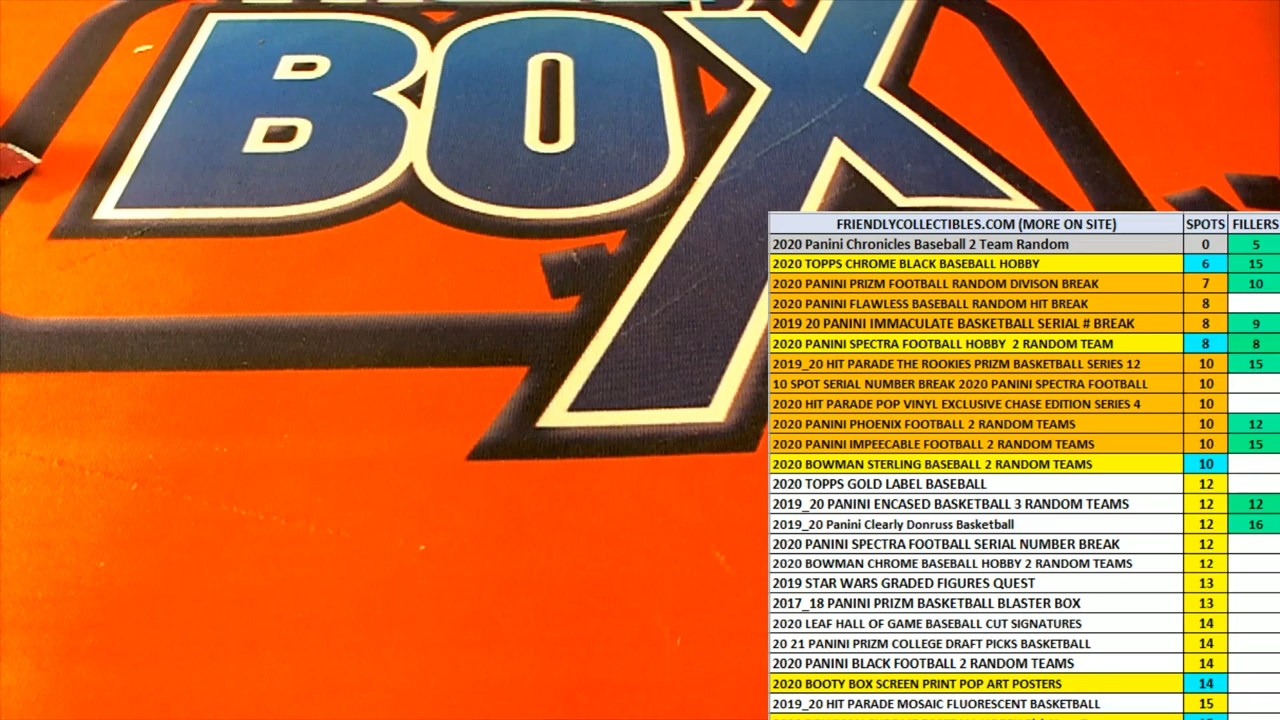 BOX
FRIENDLYCOLLECTIBLES.COM (MORE ON SITE) SPOTS FILLERS
2020 Panini Chronicles Baseball 2 Team Random 0 5
2020 TOPPS CHROME BLACK BASEBALL HOBBY 6 15
2020 PANINI PRIZM FOOTBALL RANDOM DIVISON BREAK 7 10
2020 PANINI FLAWLESS BASEBALL RANDOM HIT BREAK 8
2019 20 PANINI IMMACULATE BASKETBALL SERIAL # BREAK 8 9
2020 PANINI SPECTRA FOOTBALL HOBBY 2 RANDOM TEAM 8 8
2019_20 HIT PARADE THE ROOKIES PRIZM BASKETBALL SERIES 12 10 15
10 SPOT SERIAL NUMBER BREAK 2020 PANINI SPECTRA FOOTBALL 10
2020 HIT PARADE POP VINYL EXCLUSIVE CHASE EDITION SERIES 4 10
2020 PANINI PHOENIX FOOTBALL 2 RANDOM TEAMS 10 12
2020 PANINI IMPEECABLE FOOTBALL 2 RANDOM TEAMS 10 15
2020 BOWMAN STERLING BASEBALL 2 RANDOM TEAMS 10
2020 TOPPS GOLD LABEL BASEBALL 12
2019_20 PANINI ENCASED BASKETBALL 3 RANDOM TEAMS 12 12
2019_20 Panini Clearly Donruss Basketball 12 16
2020 PANINI SPECTRA FOOTBALL SERIAL NUMBER BREAK 12
2020 BOWMAN CHROME BASEBALL HOBBY 2 RANDOM TEAMS 12
2019 STAR WARS GRADED FIGURES QUEST 13
2017_18 PANINI PRIZM BASKETBALL BLASTER BOX 13
2020 LEAF HALL OF GAME BASEBALL CUT SIGNATURES 14
20 21 PANINI PRIZM COLLEGE DRAFT PICKS BASKETBALL 14
2020 PANINI BLACK FOOTBALL 2 RANDOM TEAMS 14
2020 BOOTY BOX SCREEN PRINT POP ART POSTERS 14
2019_20 HIT PARADE MOSAIC FLUORESCENT BASKETBALL 15